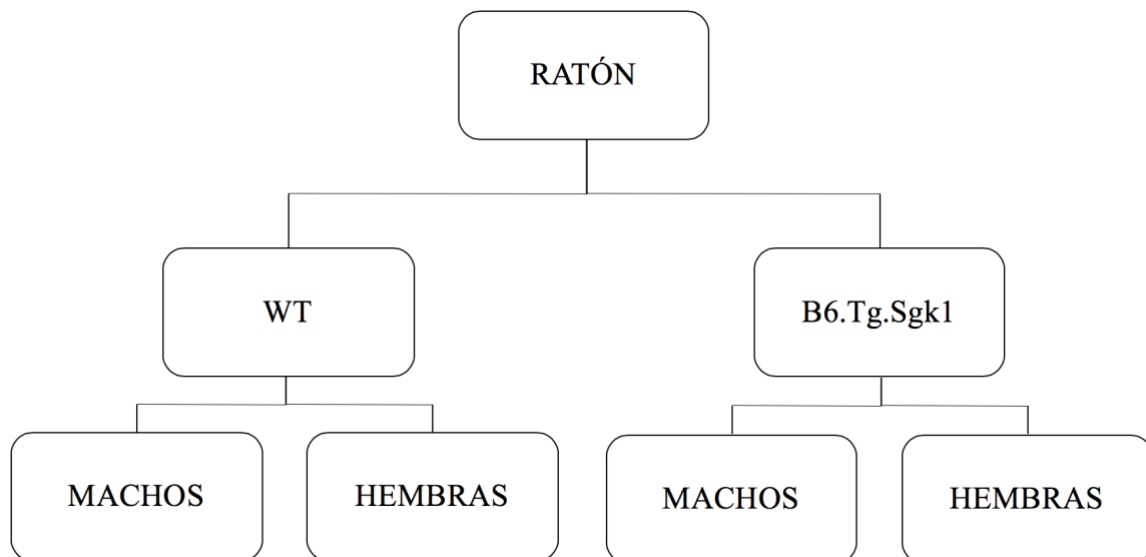 RATÓN
WT
B6.Tg.Sgk1
MACHOS
HEMBRAS
MACHOS
HEMBRAS